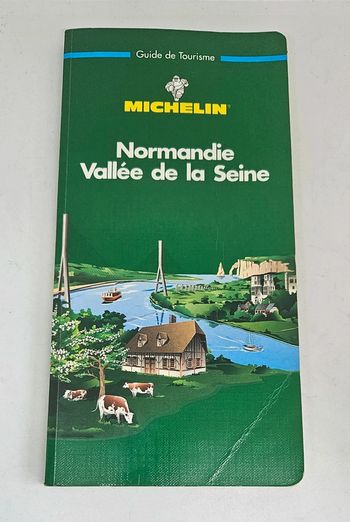 Guide de Tourisme
MICHELIN
Normandie
Vallée de la Seine